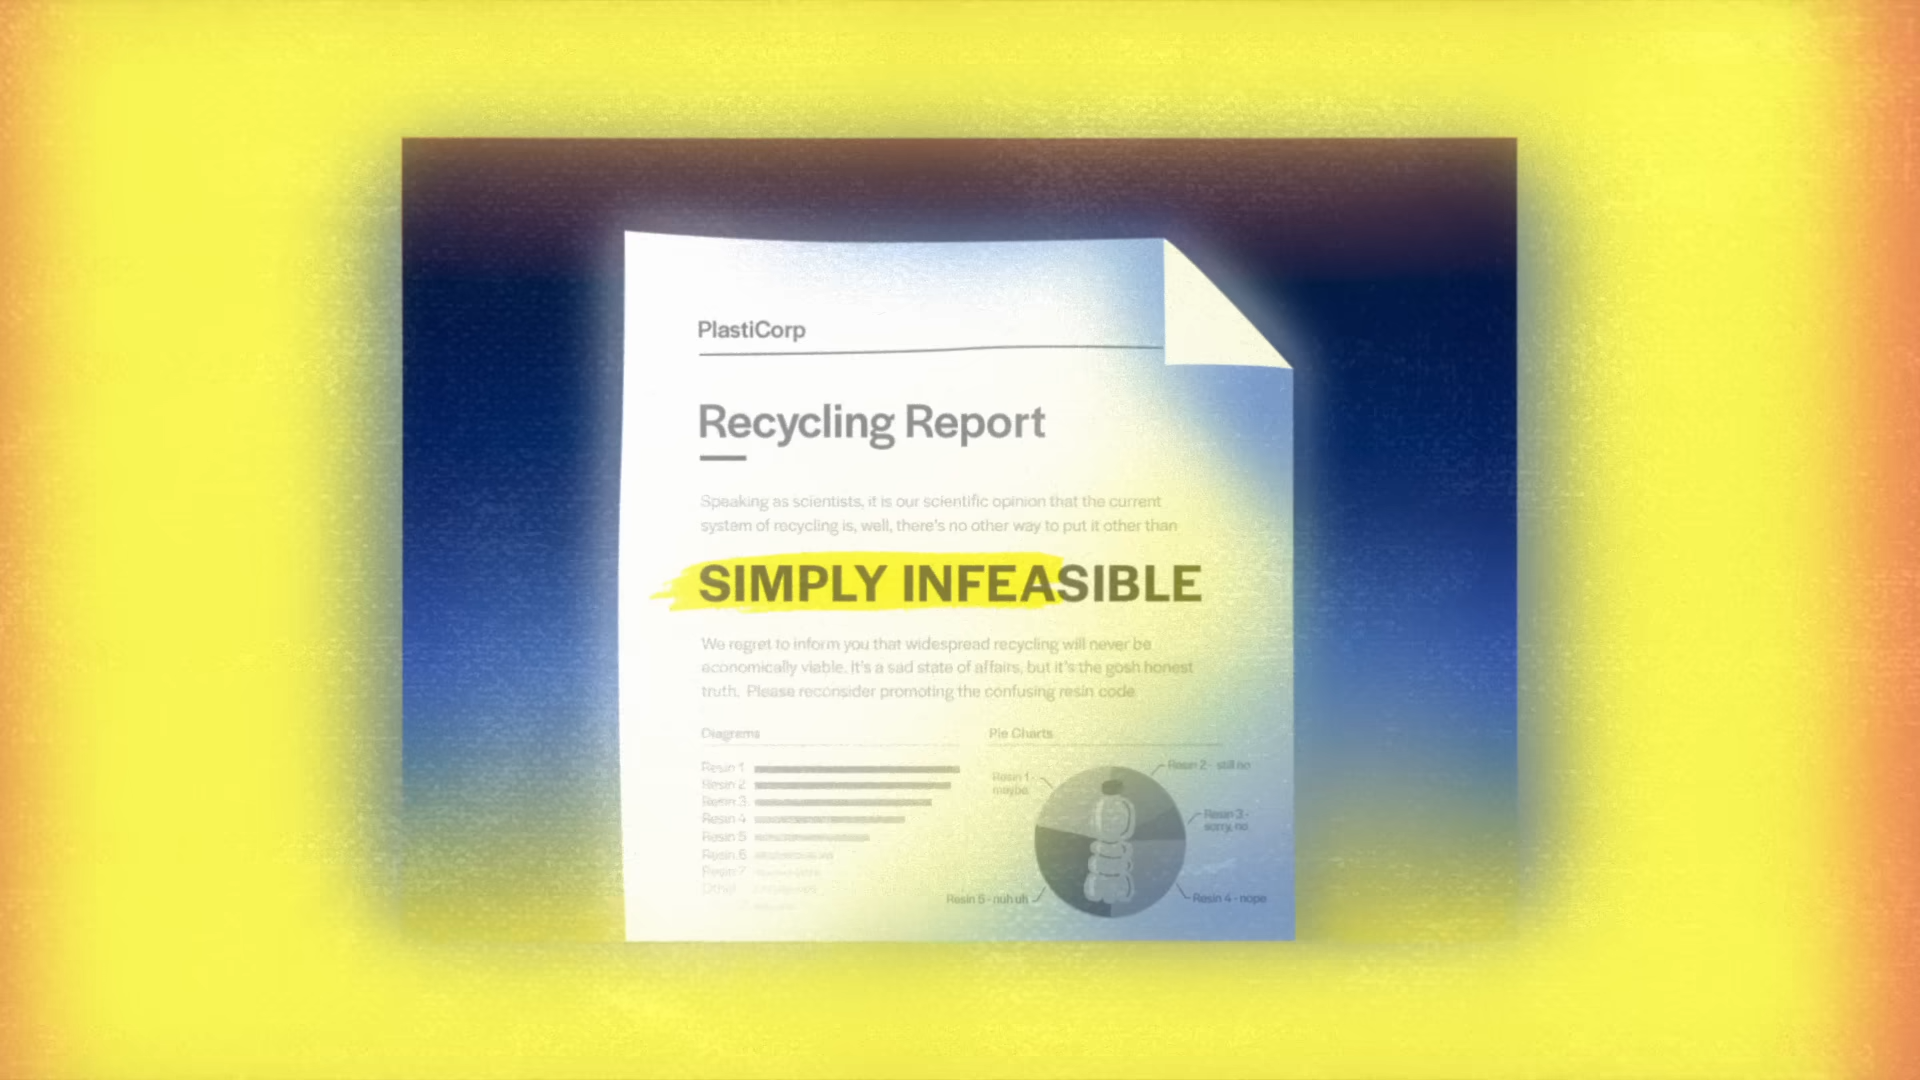 PlastiCorp
Recycling Report
Speaking as scientists, it is our scientific opinion that the current
system of recycling is, well, there's no other way to put it other than
SIMPLY INFEASIBLE
We regret to inform you that widespread recycling will never be
economically viable. It's a sad state of affairs, but it's the gosh honest
truth. Please reconsider promoting the confusing resin code
Diagrams
Resin 1
Resin 2
Resin 3
Resin 4
Resin 5
Resin 6
Resin 7
Other
Pie Charts
Resin 1 -
maybe
Resin 2 - still no
Resin 3 -
sorry, no
Resin 4 - nope
Resin 5 - nuh uh